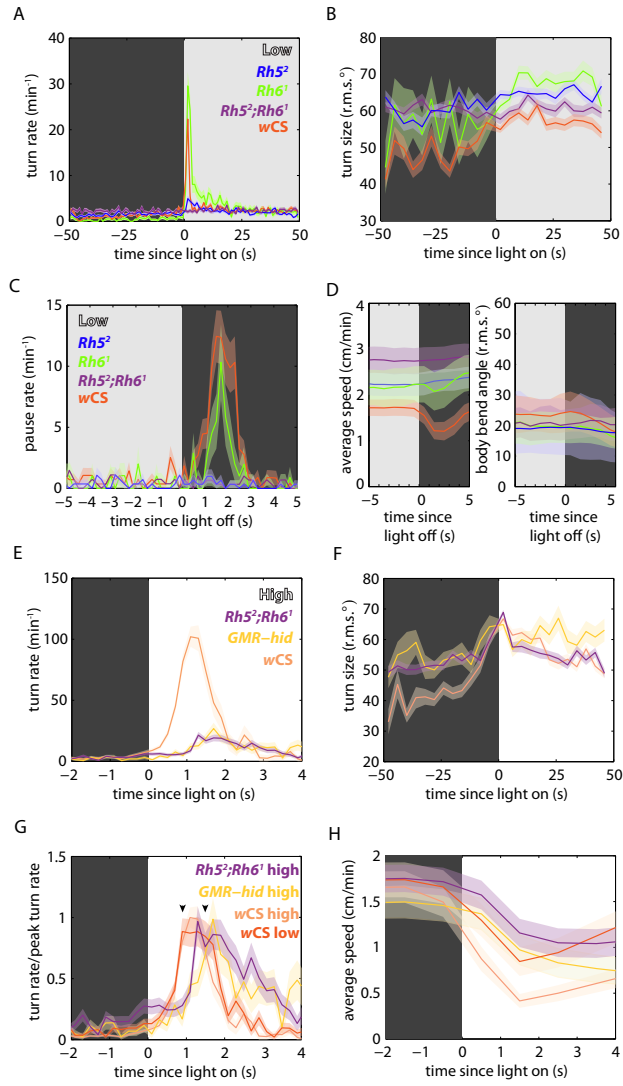 A
Low
Rh5²
Rh6¹
Rh5²;Rh6¹
wCS
turn rate (min⁻¹)
40
30
20
10
0
−50
−25
0
25
50
time since light on (s)
B
turn size (r.m.s.°)
80
70
60
50
40
30
−50
−25
0
25
50
time since light on (s)
C
Low
Rh5²
Rh6¹
Rh5²;Rh6¹
wCS
pause rate (min⁻¹)
15
10
5
0
−5
−4
−3
−2
−1
0
1
2
3
4
5
time since light off (s)
D
average speed (cm/min)
4
3
2
1
0
−5
0
5
time since
light off (s)
body bend angle (r.m.s.°)
60
50
40
30
20
10
0
−5
0
5
time since
light off (s)
E
High
Rh5²;Rh6¹
GMR−hid
wCS
turn rate (min⁻¹)
150
100
50
0
−2
−1
0
1
2
3
4
time since light on (s)
F
turn size (r.m.s.°)
80
70
60
50
40
30
20
−50
−25
0
25
50
time since light on (s)
G
Rh5²;Rh6¹ high
GMR−hid high
wCS high
wCS low
turn rate/peak turn rate
1.5
1
0.5
0
−2
−1
0
1
2
3
4
time since light on (s)
H
average speed (cm/min)
2
1.5
1
0.5
0
−2
−1
0
1
2
3
4
time since light on (s)